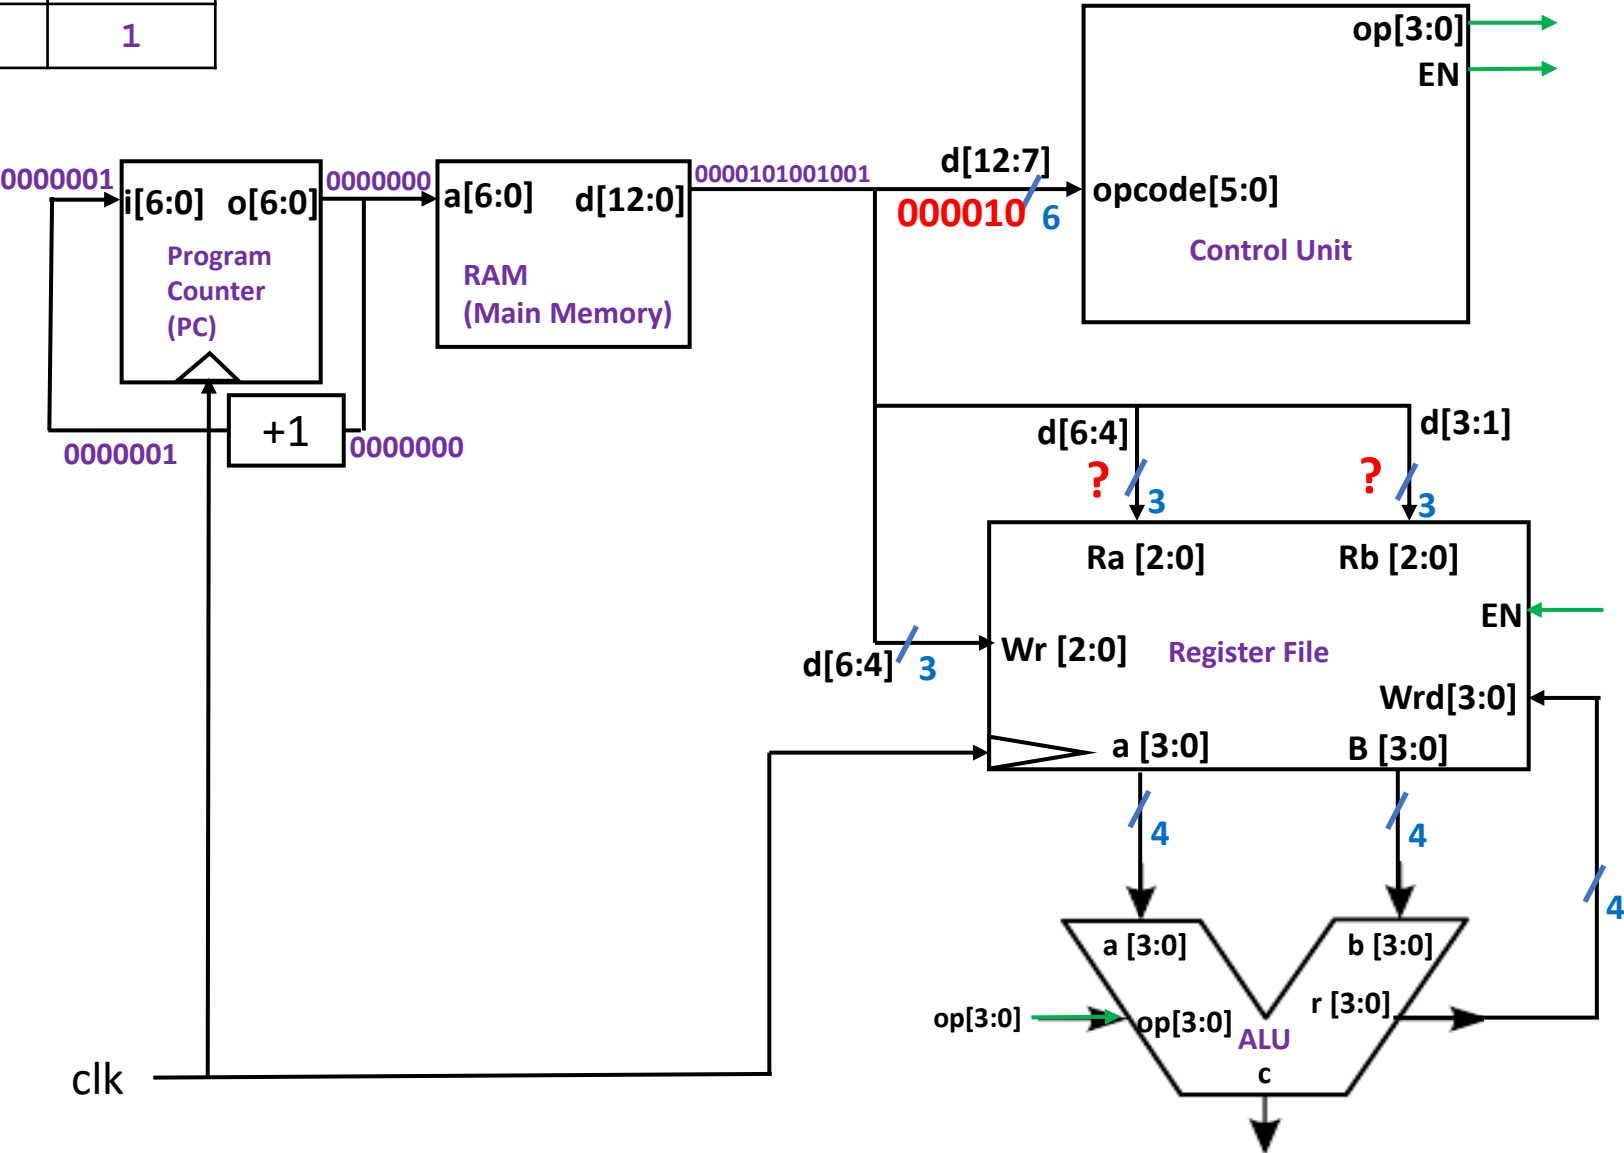 1
op[3:0]
EN
d[12:7]
0000001
0000000
0000101001001
i[6:0] o[6:0]
a[6:0] d[12:0]
opcode[5:0]
000010
6
Program
Counter
(PC)
RAM
(Main Memory)
Control Unit
+1
0000001
0000000
d[6:4]
d[3:1]
?
3
?
3
Ra [2:0]
Rb [2:0]
EN
d[6:4]
3
Wr [2:0]
Register File
Wrd[3:0]
a [3:0]
B [3:0]
4
4
4
a [3:0]
b [3:0]
op[3:0]
op[3:0]
r [3:0]
ALU
c
clk